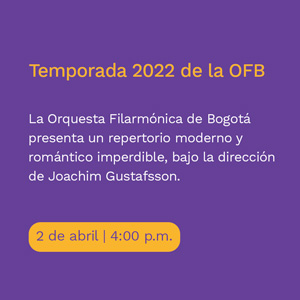 Temporada 2022 de la OFB
La Orquesta Filarmónica de Bogotá
presenta un repertorio moderno y
romántico imperdible, bajo la dirección
de Joachim Gustafsson.
2 de abril | 4:00 p.m.